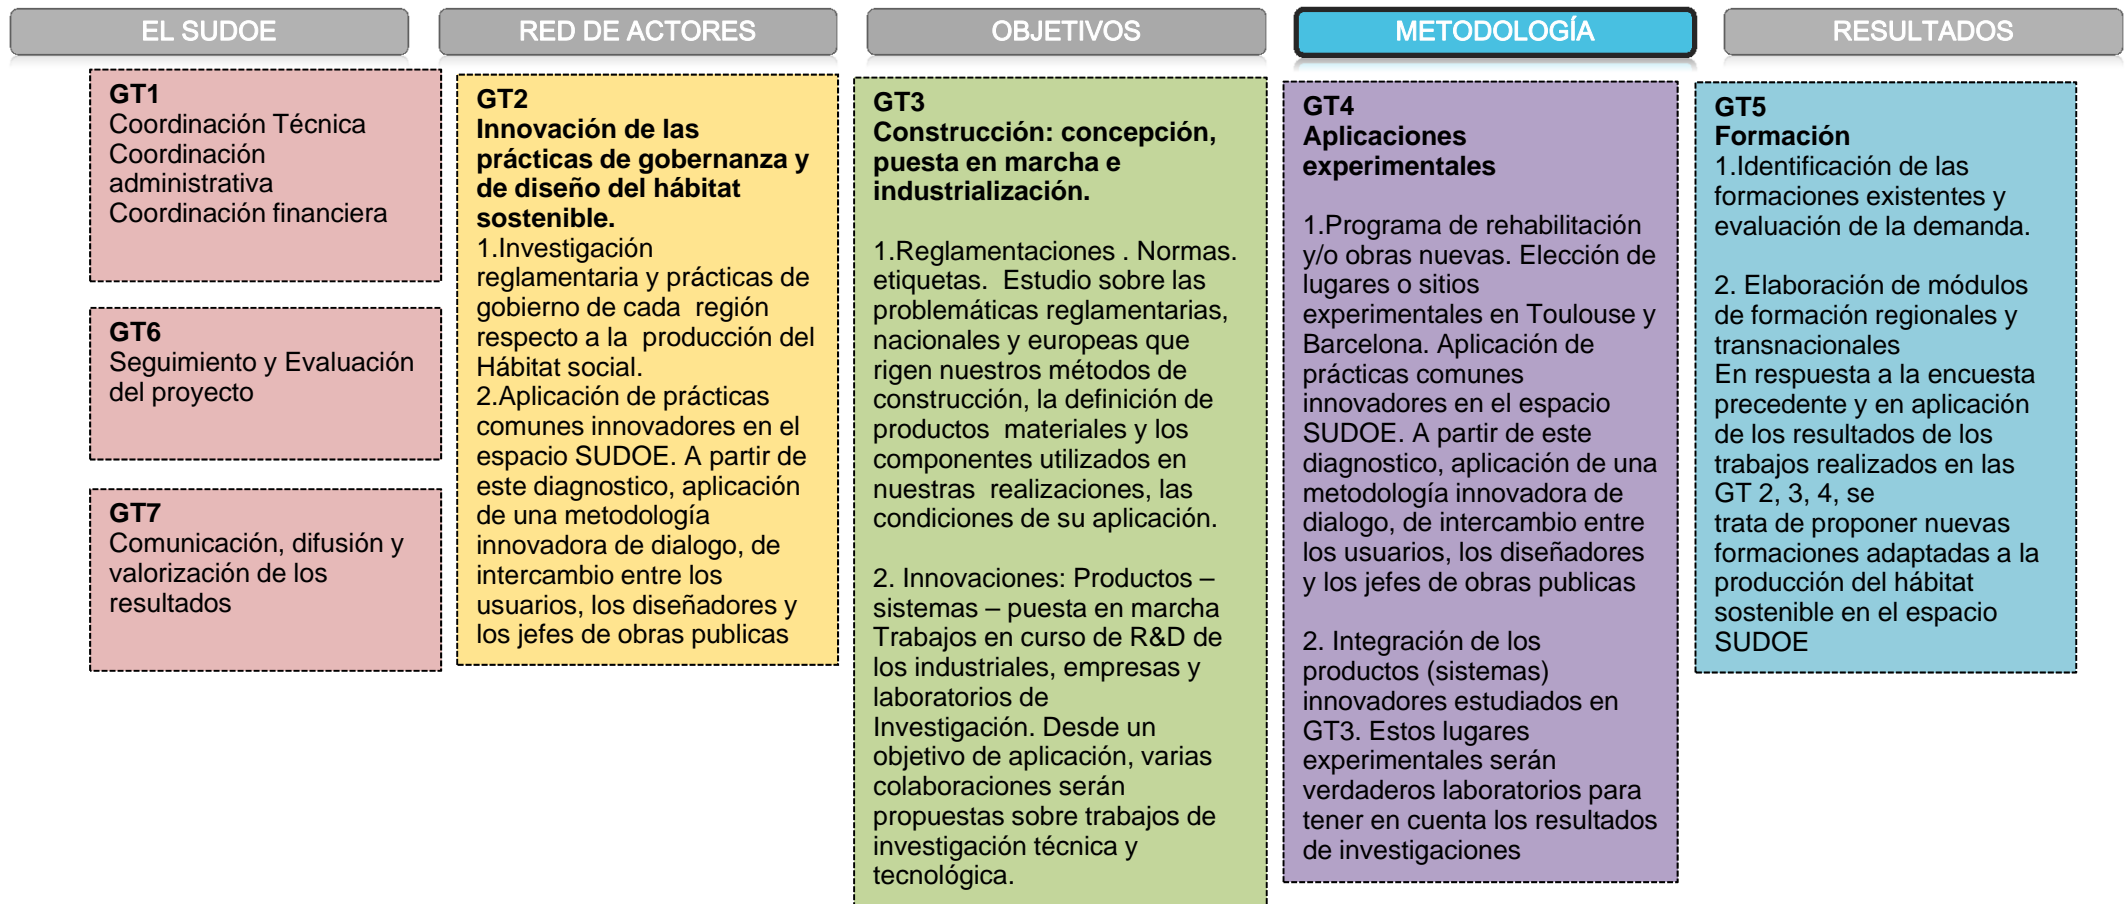 EL SUDOE
RED DE ACTORES
OBJETIVOS
METODOLOGÍA
RESULTADOS
GT1
Coordinación Técnica
Coordinación
administrativa
Coordinación financiera
GT6
Seguimiento y Evaluación
del proyecto
GT7
Comunicación, difusión y
valorización de los
resultados
GT2
Innovación de las
prácticas de gobernanza y
de diseño del hábitat
sostenible.
1.Investigación
reglamentaria y prácticas de
gobierno de cada región
respecto a la producción del
Hábitat social.
2.Aplicación de prácticas
comunes innovadores en el
espacio SUDOE. A partir de
este diagnostico, aplicación
de una metodología
innovadora de dialogo, de
intercambio entre los
usuarios, los diseñadores y
los jefes de obras publicas
GT3
Construcción: concepción,
puesta en marcha e
industrialización.
1.Reglamentaciones . Normas.
etiquetas. Estudio sobre las
problemáticas reglamentarias,
nacionales y europeas que
rigen nuestros métodos de
construcción, la definición de
productos materiales y los
componentes utilizados en
nuestras realizaciones, las
condiciones de su aplicación.
2. Innovaciones: Productos –
sistemas – puesta en marcha
Trabajos en curso de R&D de
los industriales, empresas y
laboratorios de
Investigación. Desde un
objetivo de aplicación, varias
colaboraciones serán
propuestas sobre trabajos de
investigación técnica y
tecnológica.
GT4
Aplicaciones
experimentales
1.Programa de rehabilitación
y/o obras nuevas. Elección de
lugares o sitios
experimentales en Toulouse y
Barcelona. Aplicación de
prácticas comunes
innovadores en el espacio
SUDOE. A partir de este
diagnostico, aplicación de una
metodología innovadora de
dialogo, de intercambio entre
los usuarios, los diseñadores
y los jefes de obras publicas
2. Integración de los
productos (sistemas)
innovadores estudiados en
GT3. Estos lugares
experimentales serán
verdaderos laboratorios para
tener en cuenta los resultados
de investigaciones
GT5
Formación
1.Identificación de las
formaciones existentes y
evaluación de la demanda.
2. Elaboración de módulos
de formación regionales y
transnacionales
En respuesta a la encuesta
precedente y en aplicación
de los resultados de los
trabajos realizados en las
GT 2, 3, 4, se
trata de proponer nuevas
formaciones adaptadas a la
producción del hábitat
sostenible en el espacio
SUDOE